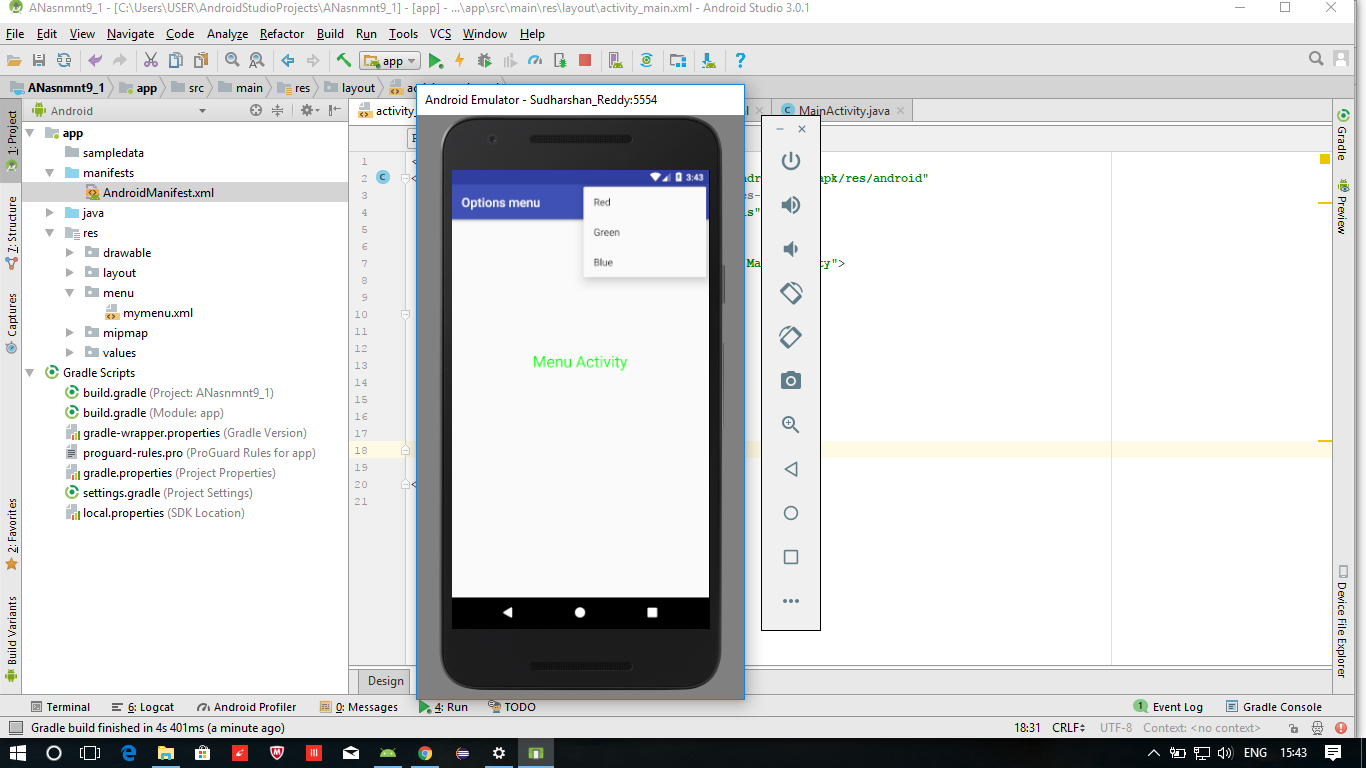 ANasnmnt9_1 - [C:\Users\USER\AndroidStudioProjects\ANasnmnt9_1] - [app] - ...\app\src\main\res\layout\activity_main.xml - Android Studio 3.0.1
File Edit View Navigate Code Analyze Refactor Build Run Tools VCS Window Help
app
ANasnmnt9_1 app src main res layout
Android Emulator - Sudharshan_Reddy:5554
Android
activity_
MainActivity.java
1: Project
7: Structure
Captures
2: Favorites
Build Variants
app
sampledata
manifests
AndroidManifest.xml
java
res
drawable
layout
menu
mymenu.xml
mipmap
values
Gradle Scripts
build.gradle (Project: ANasnmnt9_1)
build.gradle (Module: app)
gradle-wrapper.properties (Gradle Version)
proguard-rules.pro (ProGuard Rules for app)
gradle.properties (Project Properties)
settings.gradle (Project Settings)
local.properties (SDK Location)
1
2
3
4
5
6
7
8
9
10
11
12
13
14
15
16
17
18
19
20
21
apk/res/android"
3:43
Options menu
Red
Green
Blue
Menu Activity
Gradle
Preview
Device File Explorer
Design
Terminal 6: Logcat Android Profiler 0: Messages 4: Run TODO 1 Event Log Gradle Console
Gradle build finished in 4s 401ms (a minute ago) 18:31 CRLF UTF-8 Context: <no context>
ENG 15:43